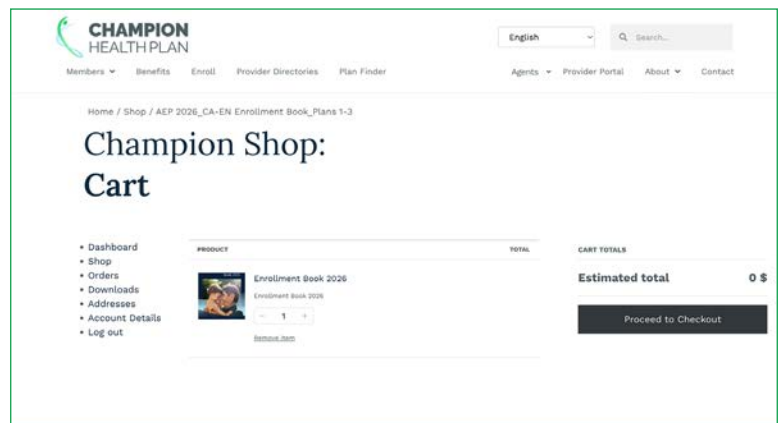 CHAMPION
HEALTH PLAN
English
Search...
Members
Benefits
Enroll
Provider Directories
Plan Finder
Agents
Provider Portal
About
Contact
Home / Shop / AEP 2026_CA-EN Enrollment Book_Plans 1-3
Champion Shop:
Cart
• Dashboard
• Shop
• Orders
• Downloads
• Addresses
• Account Details
• Log out
PRODUCT
TOTAL
Enrollment Book 2026
Enrollment Book 2026
− 1 +
Remove item
CART TOTALS
Estimated total 0 $
Proceed to Checkout